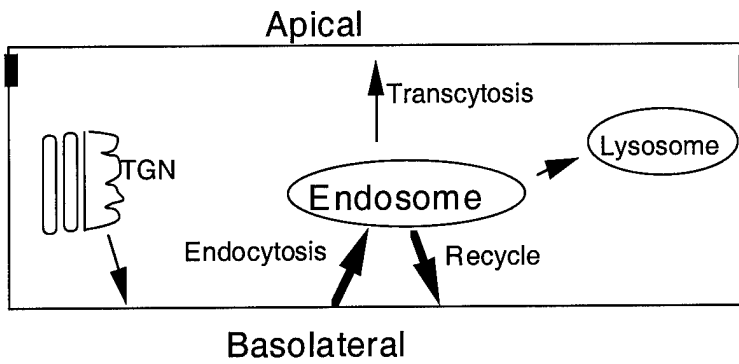 Apical
Transcytosis
Lysosome
TGN
Endosome
Endocytosis
Recycle
Basolateral